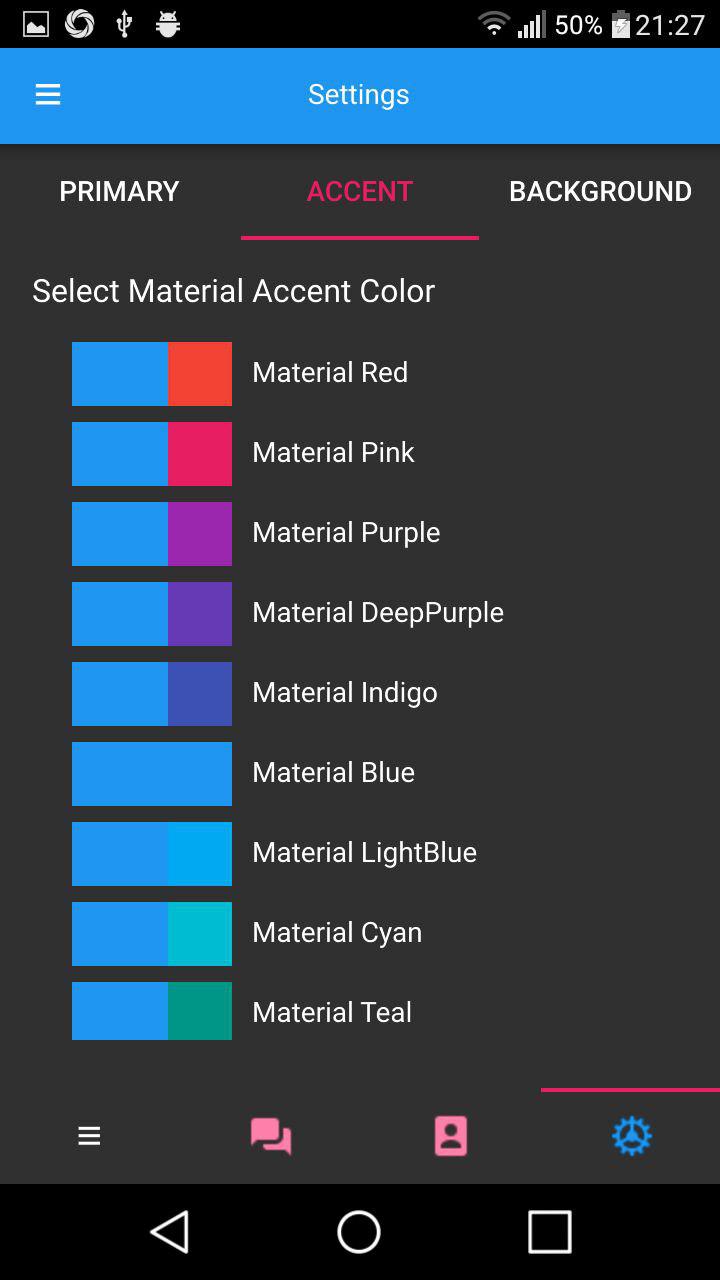 50% 21:27
Settings
PRIMARY ACCENT BACKGROUND
Select Material Accent Color
Material Red
Material Pink
Material Purple
Material DeepPurple
Material Indigo
Material Blue
Material LightBlue
Material Cyan
Material Teal